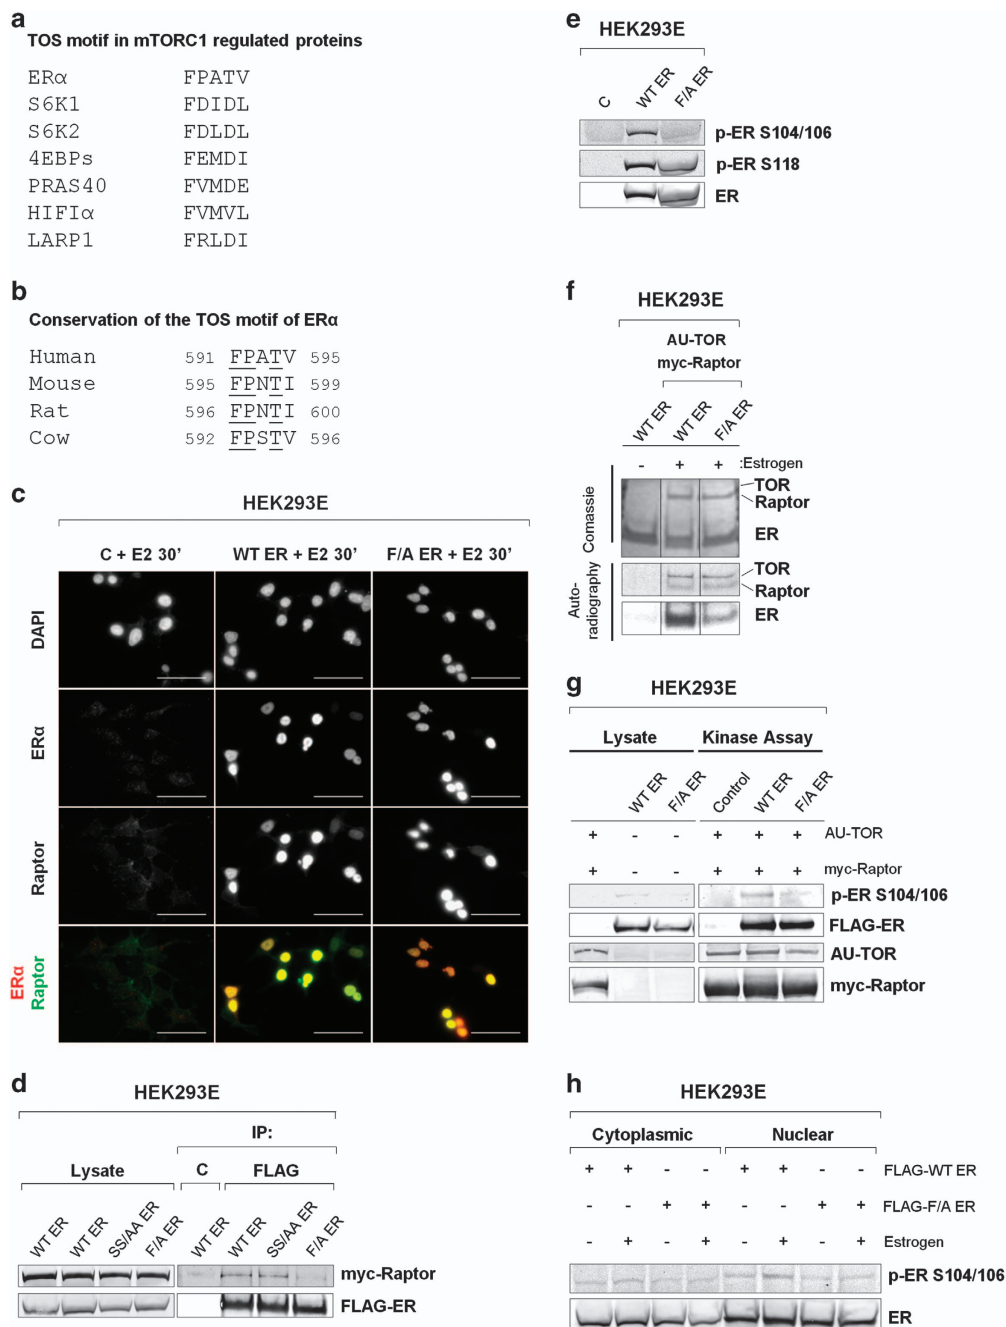 a
TOS motif in mTORC1 regulated proteins
ERα FPATV
S6K1 FDIDL
S6K2 FDLDL
4EBPs FEMDI
PRAS40 FVMDE
HIFIα FVMVL
LARP1 FRLDI
b
Conservation of the TOS motif of ERα
Human 591 FPATV 595
Mouse 595 FPNTI 599
Rat 596 FPNTI 600
Cow 592 FPSTV 596
c
HEK293E
C + E2 30’ WT ER + E2 30’ F/A ER + E2 30’
DAPI
ERα
Raptor
ERα
Raptor
d
HEK293E
IP:
Lysate C FLAG
WT ER WT ER SS/AA ER F/A ER WT ER WT ER SS/AA ER F/A ER
myc-Raptor
FLAG-ER
e
HEK293E
C WT ER F/A ER
p-ER S104/106
p-ER S118
ER
f
HEK293E
AU-TOR
myc-Raptor
WT ER WT ER F/A ER
- + + :Estrogen
Comassie
TOR
Raptor
ER
Auto-
radiography
TOR
Raptor
ER
g
HEK293E
Lysate Kinase Assay
WT ER F/A ER Control WT ER F/A ER
+ - - + + + AU-TOR
+ - - + + + myc-Raptor
p-ER S104/106
FLAG-ER
AU-TOR
myc-Raptor
h
HEK293E
Cytoplasmic Nuclear
+ + - - + + - - FLAG-WT ER
- - + + - - + + FLAG-F/A ER
- + - + - + - + Estrogen
p-ER S104/106
ER